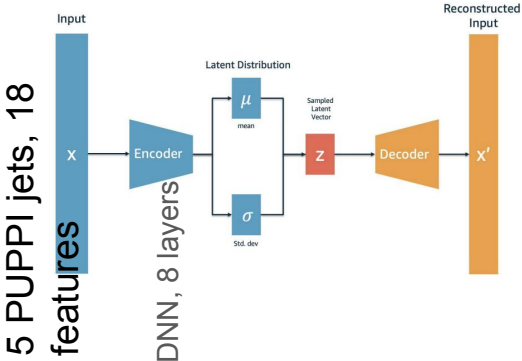 Input
Reconstructed
Input
Latent Distribution
μ
mean
Sampled
Latent
Vector
x
Encoder
z
Decoder
x'
σ
Std. dev
5 PUPPI jets, 18
features
DNN, 8 layers